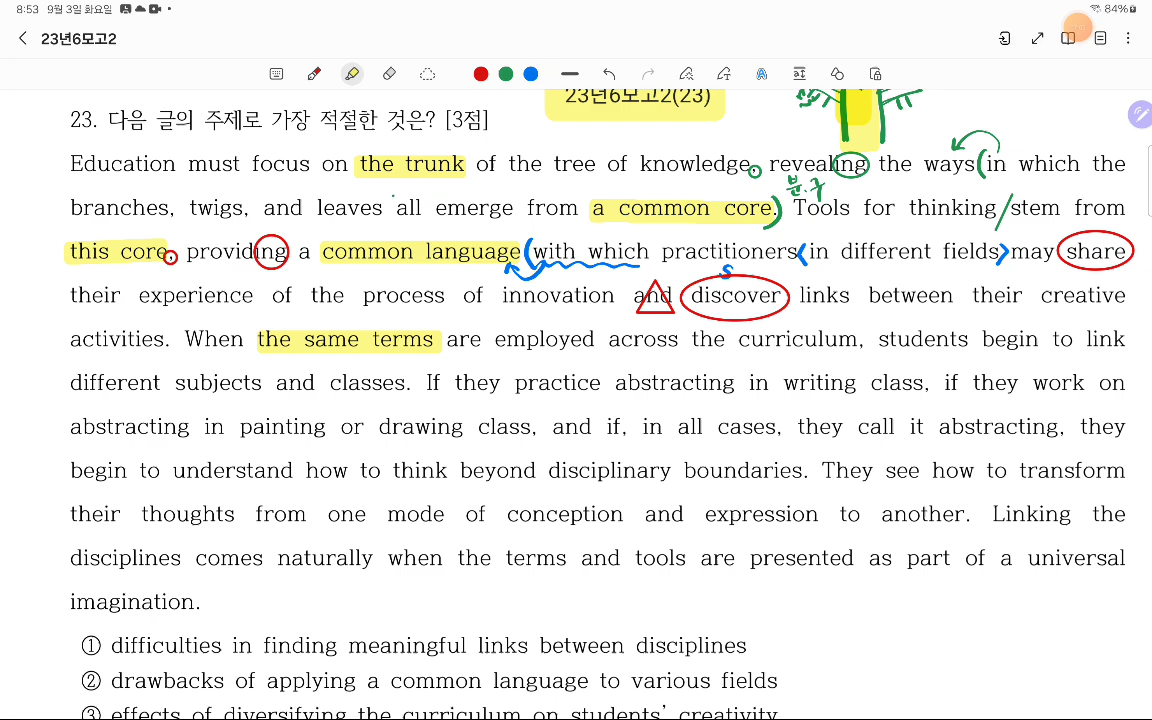 8:53 9월 3일 화요일
84%
23년6모고2
23년6모고2(23)
23. 다음 글의 주제로 가장 적절한 것은? [3점]
Education must focus on the trunk of the tree of knowledge, revealing the ways in which the
분.구
branches, twigs, and leaves all emerge from a common core. Tools for thinking stem from
this core, providing a common language with which practitioners in different fields may share
s
their experience of the process of innovation and discover links between their creative
activities. When the same terms are employed across the curriculum, students begin to link
different subjects and classes. If they practice abstracting in writing class, if they work on
abstracting in painting or drawing class, and if, in all cases, they call it abstracting, they
begin to understand how to think beyond disciplinary boundaries. They see how to transform
their thoughts from one mode of conception and expression to another. Linking the
disciplines comes naturally when the terms and tools are presented as part of a universal
imagination.
① difficulties in finding meaningful links between disciplines
② drawbacks of applying a common language to various fields
③ effects of diversifying the curriculum on students' creativity